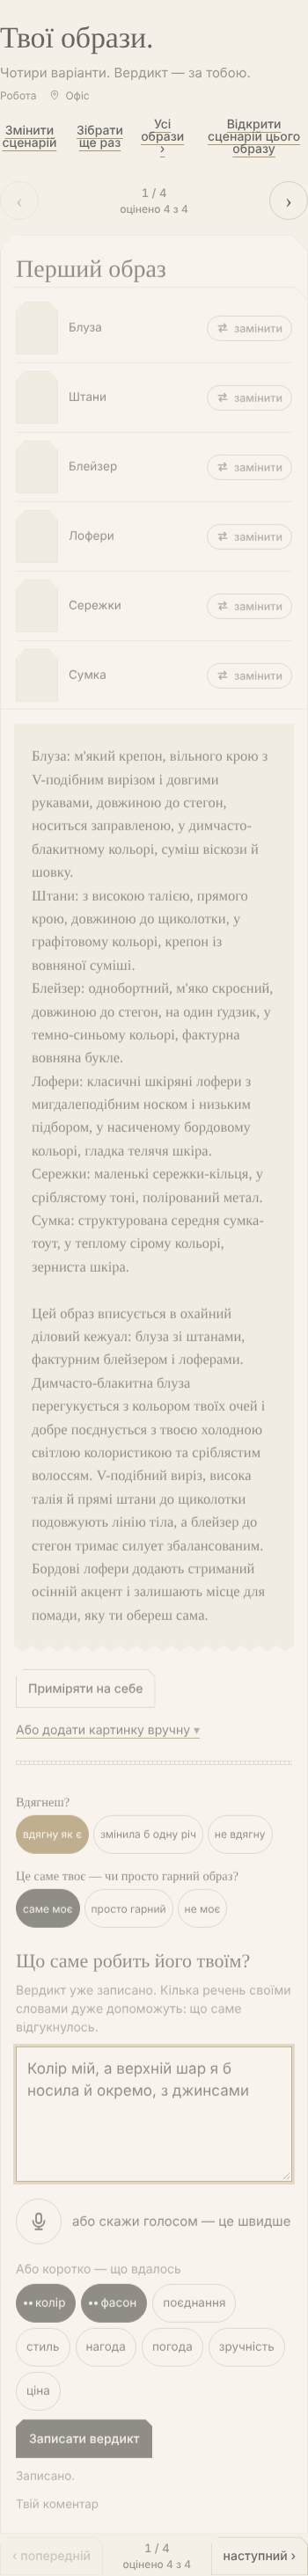 Твої образи.
Чотири варіанти. Вердикт — за тобою.
Робота Офіс
Змінити сценарій
Зібрати ще раз
Усі образи ›
Відкрити сценарій цього образу
‹
1 / 4
оцінено 4 з 4
›
Перший образ
Блуза ⇄ замінити
Штани ⇄ замінити
Блейзер ⇄ замінити
Лофери ⇄ замінити
Сережки ⇄ замінити
Сумка ⇄ замінити
Блуза: м'який крепон, вільного крою з
V-подібним вирізом і довгими
рукавами, довжиною до стегон,
носиться заправленою, у димчасто-
блакитному кольорі, суміш віскози й
шовку.
Штани: з високою талією, прямого
крою, довжиною до щиколотки, у
графітовому кольорі, крепон із
вовняної суміші.
Блейзер: однобортний, м'яко скроєний,
довжиною до стегон, на один ґудзик, у
темно-синьому кольорі, фактурна
вовняна букле.
Лофери: класичні шкіряні лофери з
мигдалеподібним носком і низьким
підбором, у насиченому бордовому
кольорі, гладка телячя шкіра.
Сережки: маленькі сережки-кільця, у
сріблястому тоні, полірований метал.
Сумка: структурована середня сумка-
тоут, у теплому сірому кольорі,
зерниста шкіра.
Цей образ вписується в охайний
діловий кежуал: блуза зі штанами,
фактурним блейзером і лоферами.
Димчасто-блакитна блуза
перегукується з кольором твоїх очей і
добре поєднується з твоєю холодною
світлою колористикою та сріблястим
волоссям. V-подібний виріз, висока
талія й прямі штани до щиколотки
подовжують лінію тіла, а блейзер до
стегон тримає силует збалансованим.
Бордові лофери додають стриманий
осінній акцент і залишають місце для
помади, яку ти обереш сама.
Приміряти на себе
Або додати картинку вручну ▾
Вдягнеш?
вдягну як є змінила б одну річ не вдягну
Це саме твоє — чи просто гарний образ?
саме моє просто гарний не моє
Що саме робить його твоїм?
Вердикт уже записано. Кілька речень своїми
словами дуже допоможуть: що саме
відгукнулось.
Колір мій, а верхній шар я б
носила й окремо, з джинсами
або скажи голосом — це швидше
Або коротко — що вдалось
•• колір •• фасон поєднання
стиль нагода погода зручність
ціна
Записати вердикт
Записано.
Твій коментар
‹ попередній
1 / 4
оцінено 4 з 4
наступний ›